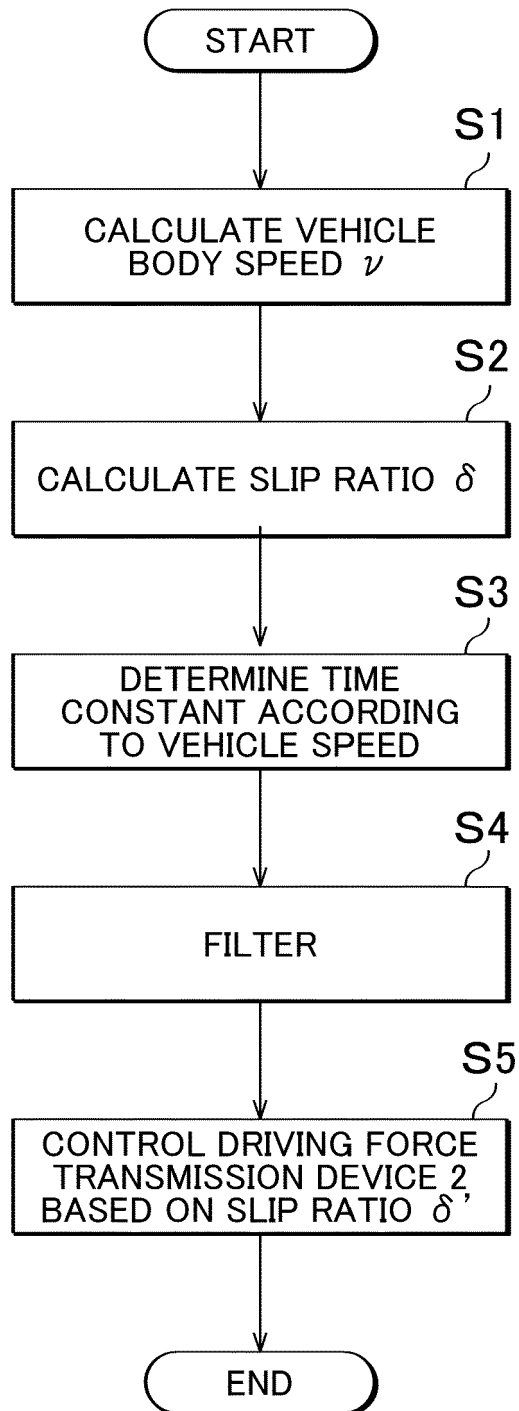 START
S1
CALCULATE VEHICLE
BODY SPEED ν
S2
CALCULATE SLIP RATIO δ
S3
DETERMINE TIME
CONSTANT ACCORDING
TO VEHICLE SPEED
S4
FILTER
S5
CONTROL DRIVING FORCE
TRANSMISSION DEVICE 2
BASED ON SLIP RATIO δ’
END